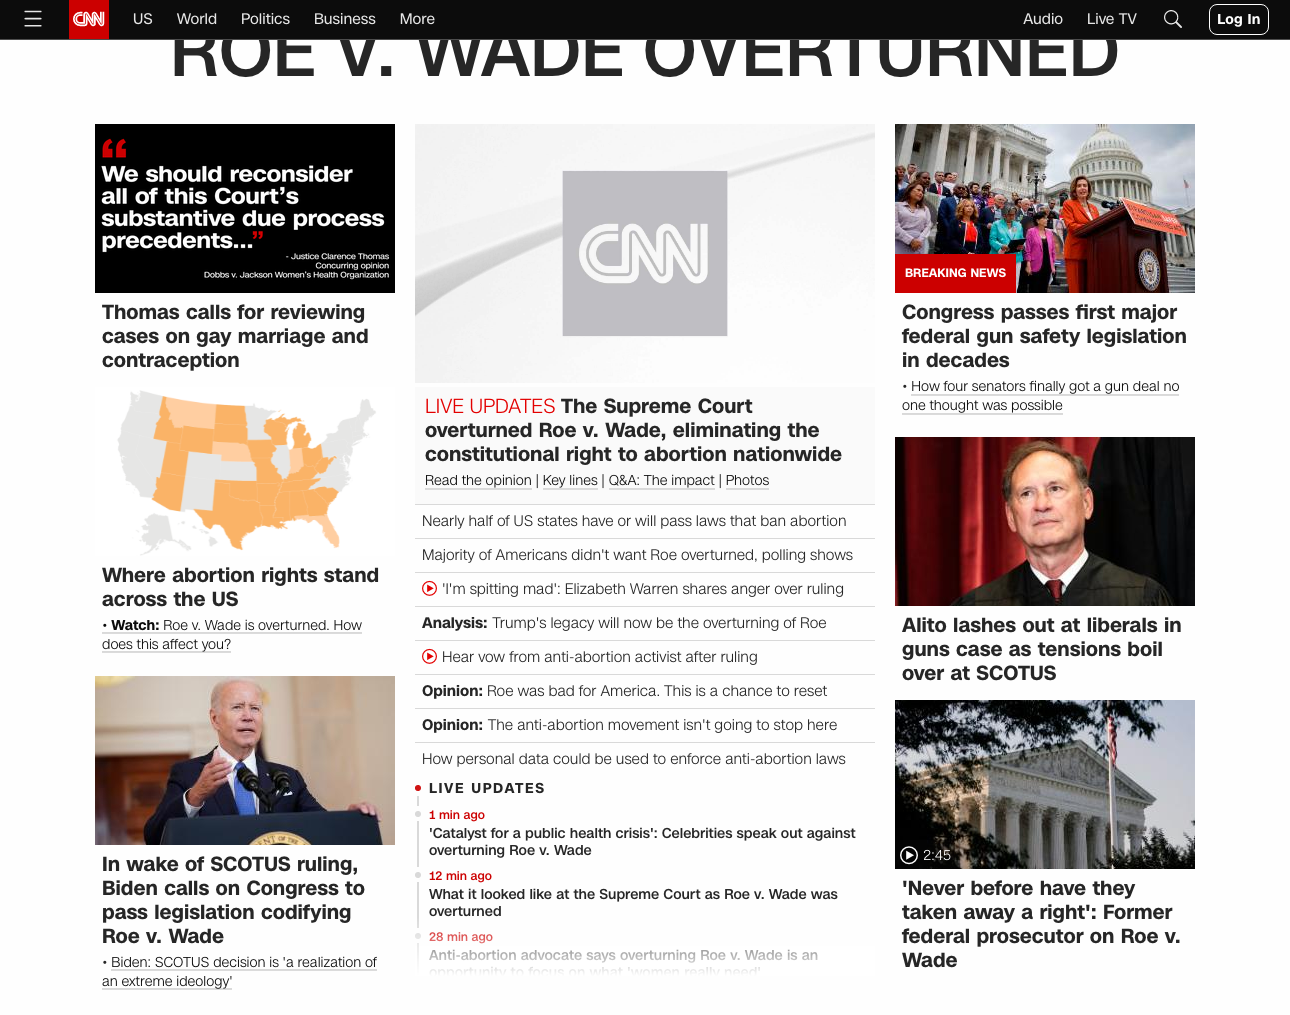 CNN
US
World
Politics
Business
More
Audio
Live TV
Log In
ROE V. WADE OVERTURNED
“
We should reconsider
all of this Court's
substantive due process
precedents...”
- Justice Clarence Thomas
Concurring opinion
Dobbs v. Jackson Women's Health Organization
Thomas calls for reviewing
cases on gay marriage and
contraception
Where abortion rights stand
across the US
• Watch: Roe v. Wade is overturned. How
does this affect you?
In wake of SCOTUS ruling,
Biden calls on Congress to
pass legislation codifying
Roe v. Wade
• Biden: SCOTUS decision is 'a realization of
an extreme ideology'
CNN
LIVE UPDATES The Supreme Court
overturned Roe v. Wade, eliminating the
constitutional right to abortion nationwide
Read the opinion | Key lines | Q&A: The impact | Photos
Nearly half of US states have or will pass laws that ban abortion
Majority of Americans didn't want Roe overturned, polling shows
'I'm spitting mad': Elizabeth Warren shares anger over ruling
Analysis: Trump's legacy will now be the overturning of Roe
Hear vow from anti-abortion activist after ruling
Opinion: Roe was bad for America. This is a chance to reset
Opinion: The anti-abortion movement isn't going to stop here
How personal data could be used to enforce anti-abortion laws
LIVE UPDATES
1 min ago
'Catalyst for a public health crisis': Celebrities speak out against
overturning Roe v. Wade
12 min ago
What it looked like at the Supreme Court as Roe v. Wade was
overturned
28 min ago
Anti-abortion advocate says overturning Roe v. Wade is an
opportunity to focus on what 'women really need'
BREAKING NEWS
Congress passes first major
federal gun safety legislation
in decades
• How four senators finally got a gun deal no
one thought was possible
Alito lashes out at liberals in
guns case as tensions boil
over at SCOTUS
2:45
'Never before have they
taken away a right': Former
federal prosecutor on Roe v.
Wade